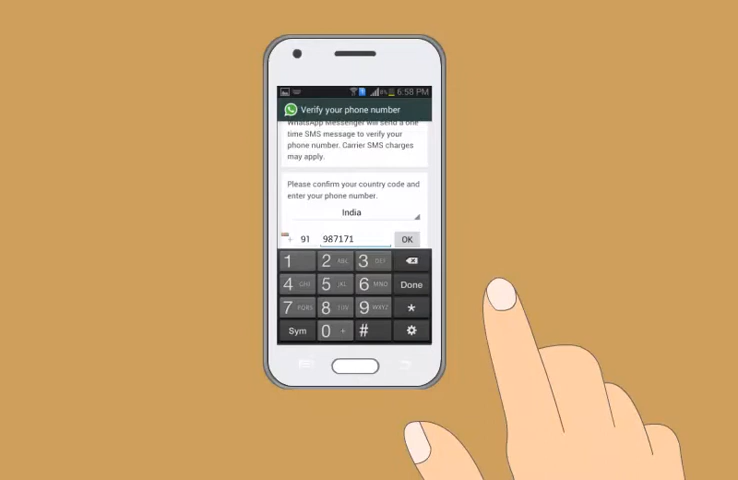 6:58 PM
Verify your phone number
WhatsApp Messenger will send a one
time SMS message to verify your
phone number. Carrier SMS charges
may apply.
Please confirm your country code and
enter your phone number.
India
+ 91 987171 OK
1 2 ABC 3 DEF
4 GHI 5 JKL 6 MNO Done
7 PQRS 8 TUV 9 WXYZ *
Sym 0 + #